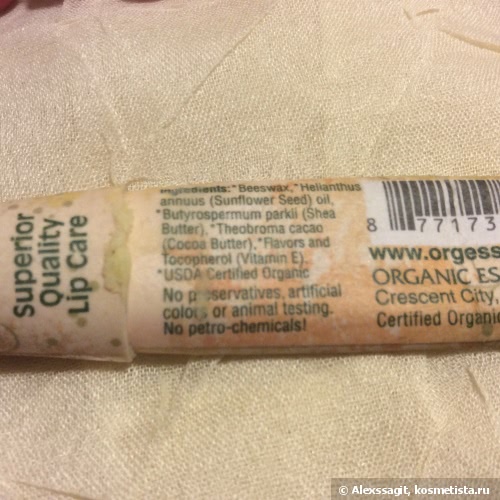 Superior
Quality
Lip Care
Ingredients: *Beeswax, *Helianthus
annuus (Sunflower Seed) oil,
*Butyrospermum parkii (Shea
Butter), *Theobroma cacao
(Cocoa Butter), *Flavors and
Tocopherol (Vitamin E).
*USDA Certified Organic
No preservatives, artificial
colors or animal testing.
No petro-chemicals!
8 77173
www.orgess
ORGANIC ES
Crescent City,
Certified Organic
© Alexssagit, kosmetista.ru